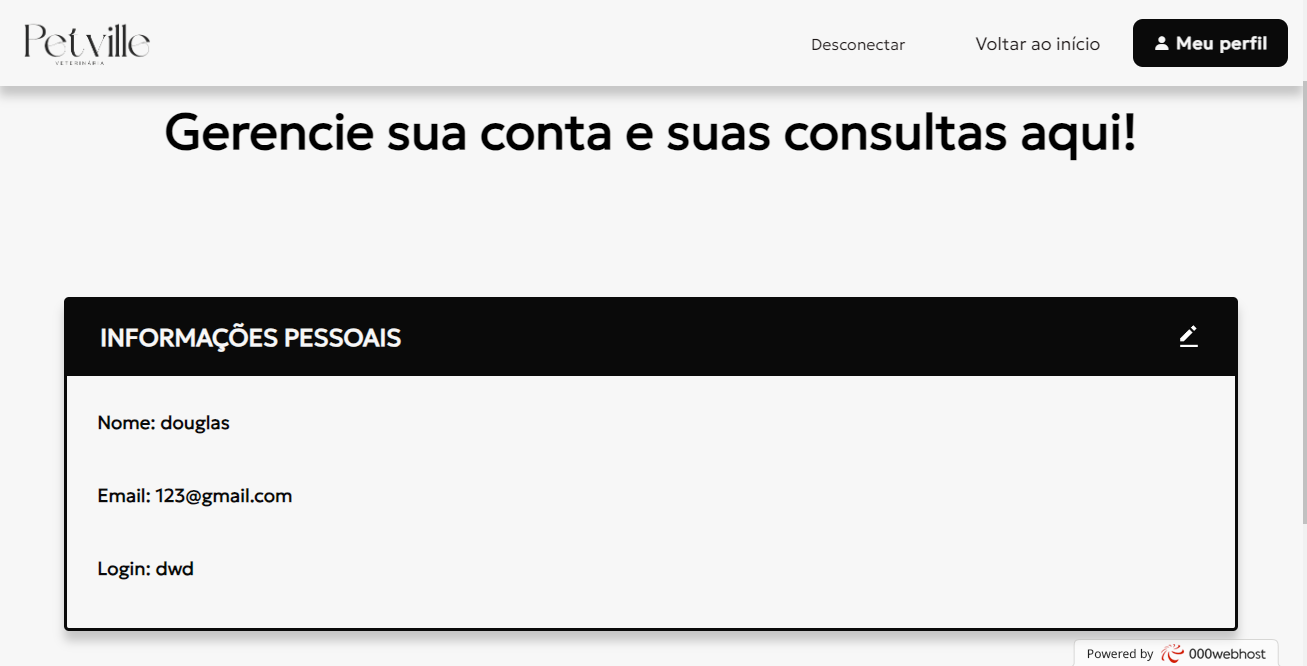 Petville
VETERINÁRIA
Desconectar
Voltar ao início
Meu perfil
Gerencie sua conta e suas consultas aqui!
INFORMAÇÕES PESSOAIS
Nome: douglas
Email: 123@gmail.com
Login: dwd
Powered by 000webhost